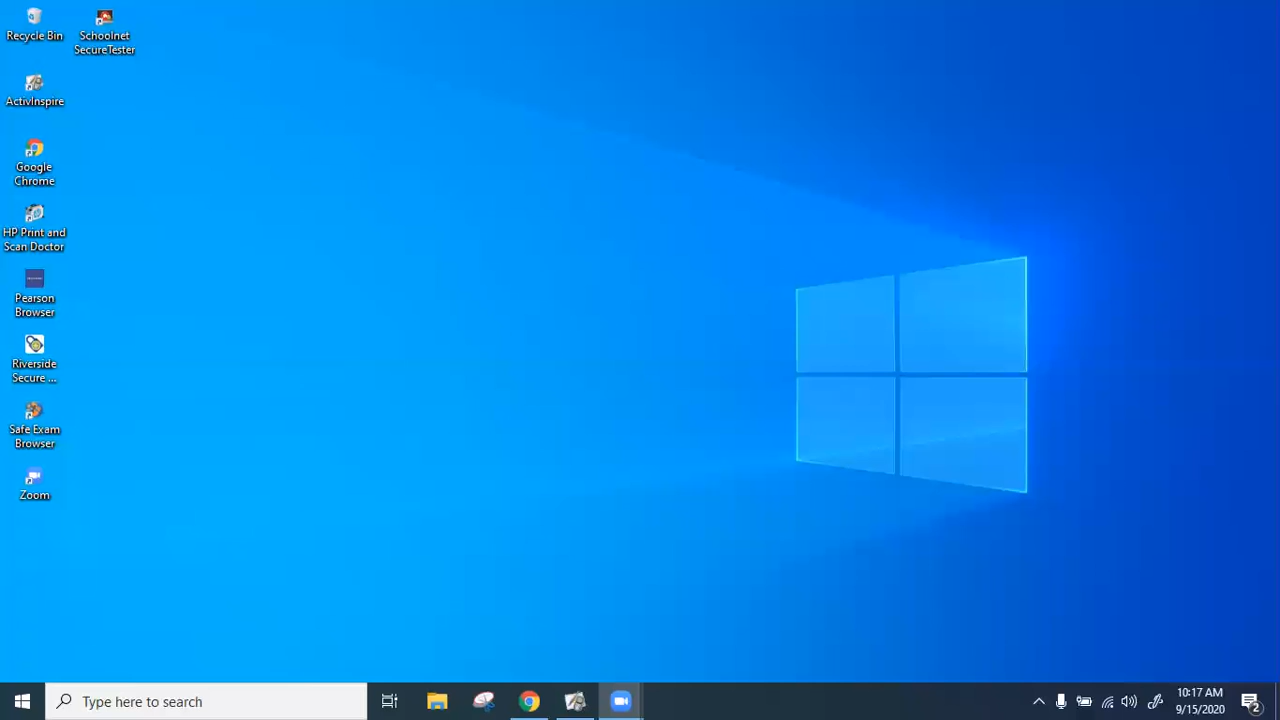 Recycle Bin
Schoolnet
SecureTester
ActivInspire
Google
Chrome
HP Print and
Scan Doctor
Pearson
Browser
Riverside
Secure ...
Safe Exam
Browser
Zoom
Type here to search
10:17 AM
9/15/2020
2